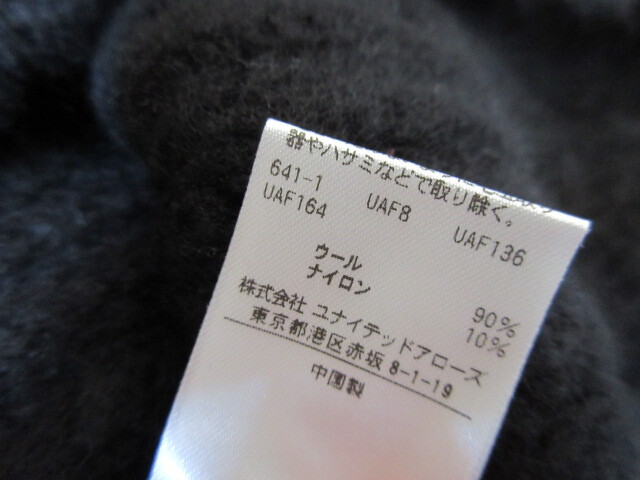 器やハサミなどで取り除く。
641-1
UAF164 UAF8 UAF136
ウール 90%
ナイロン 10%
株式会社 ユナイテッドアローズ
東京都港区赤坂 8-1-19
中国製